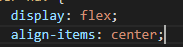 display: flex;
align-items: center;